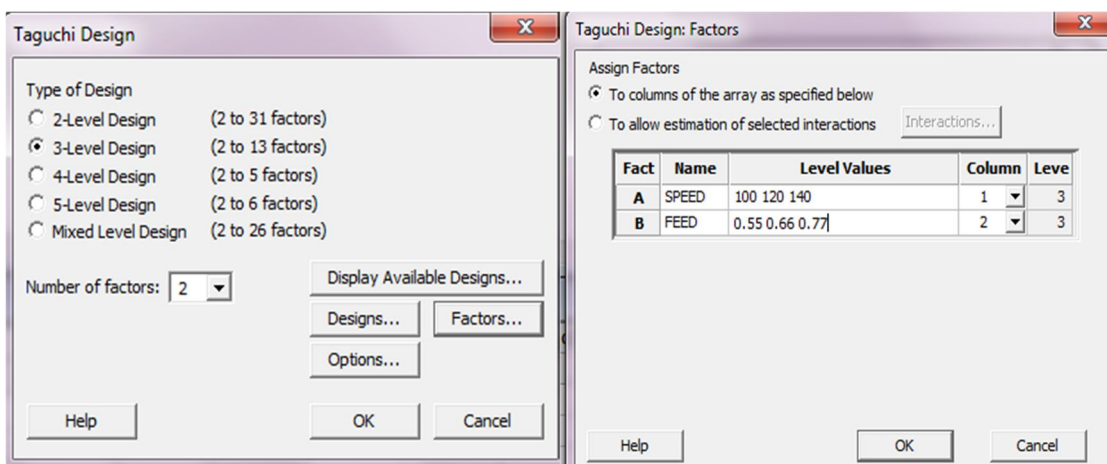 Taguchi Design
Type of Design
2-Level Design (2 to 31 factors)
3-Level Design (2 to 13 factors)
4-Level Design (2 to 5 factors)
5-Level Design (2 to 6 factors)
Mixed Level Design (2 to 26 factors)
Number of factors: 2
Display Available Designs...
Designs... Factors...
Options...
Help OK Cancel
Taguchi Design: Factors
Assign Factors
To columns of the array as specified below
To allow estimation of selected interactions Interactions...
Fact Name Level Values Column Leve
A SPEED 100 120 140 1 3
B FEED 0.55 0.66 0.77 2 3
Help OK Cancel